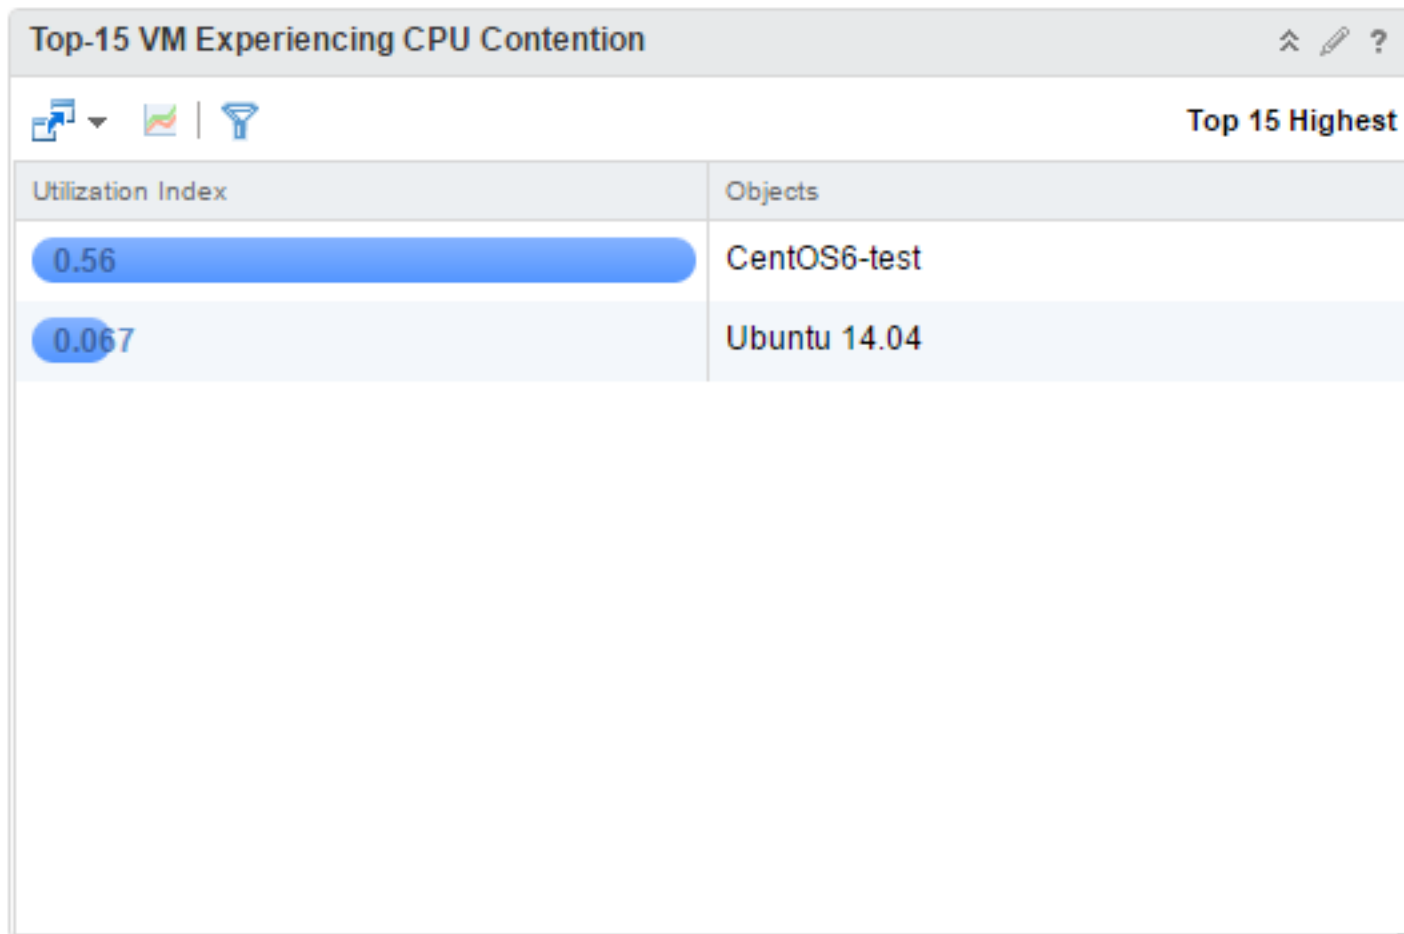 Top-15 VM Experiencing CPU Contention ?
Top 15 Highest
Utilization Index Objects
0.56 CentOS6-test
0.067 Ubuntu 14.04